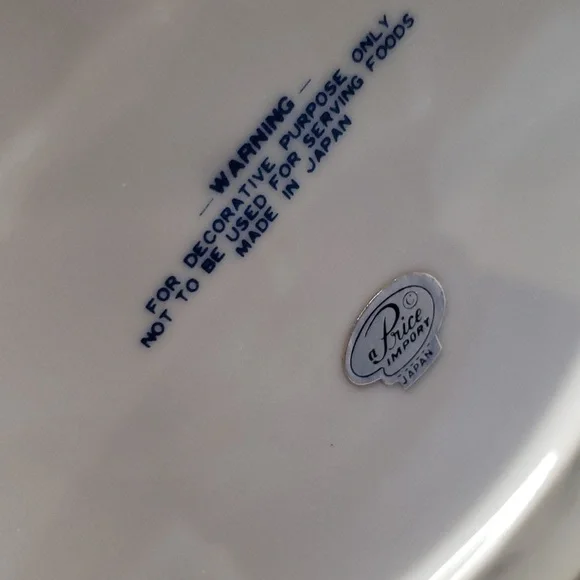 — WARNING —
FOR DECORATIVE PURPOSE ONLY
NOT TO BE USED FOR SERVING FOODS
MADE IN JAPAN
©
a Price
IMPORT
JAPAN